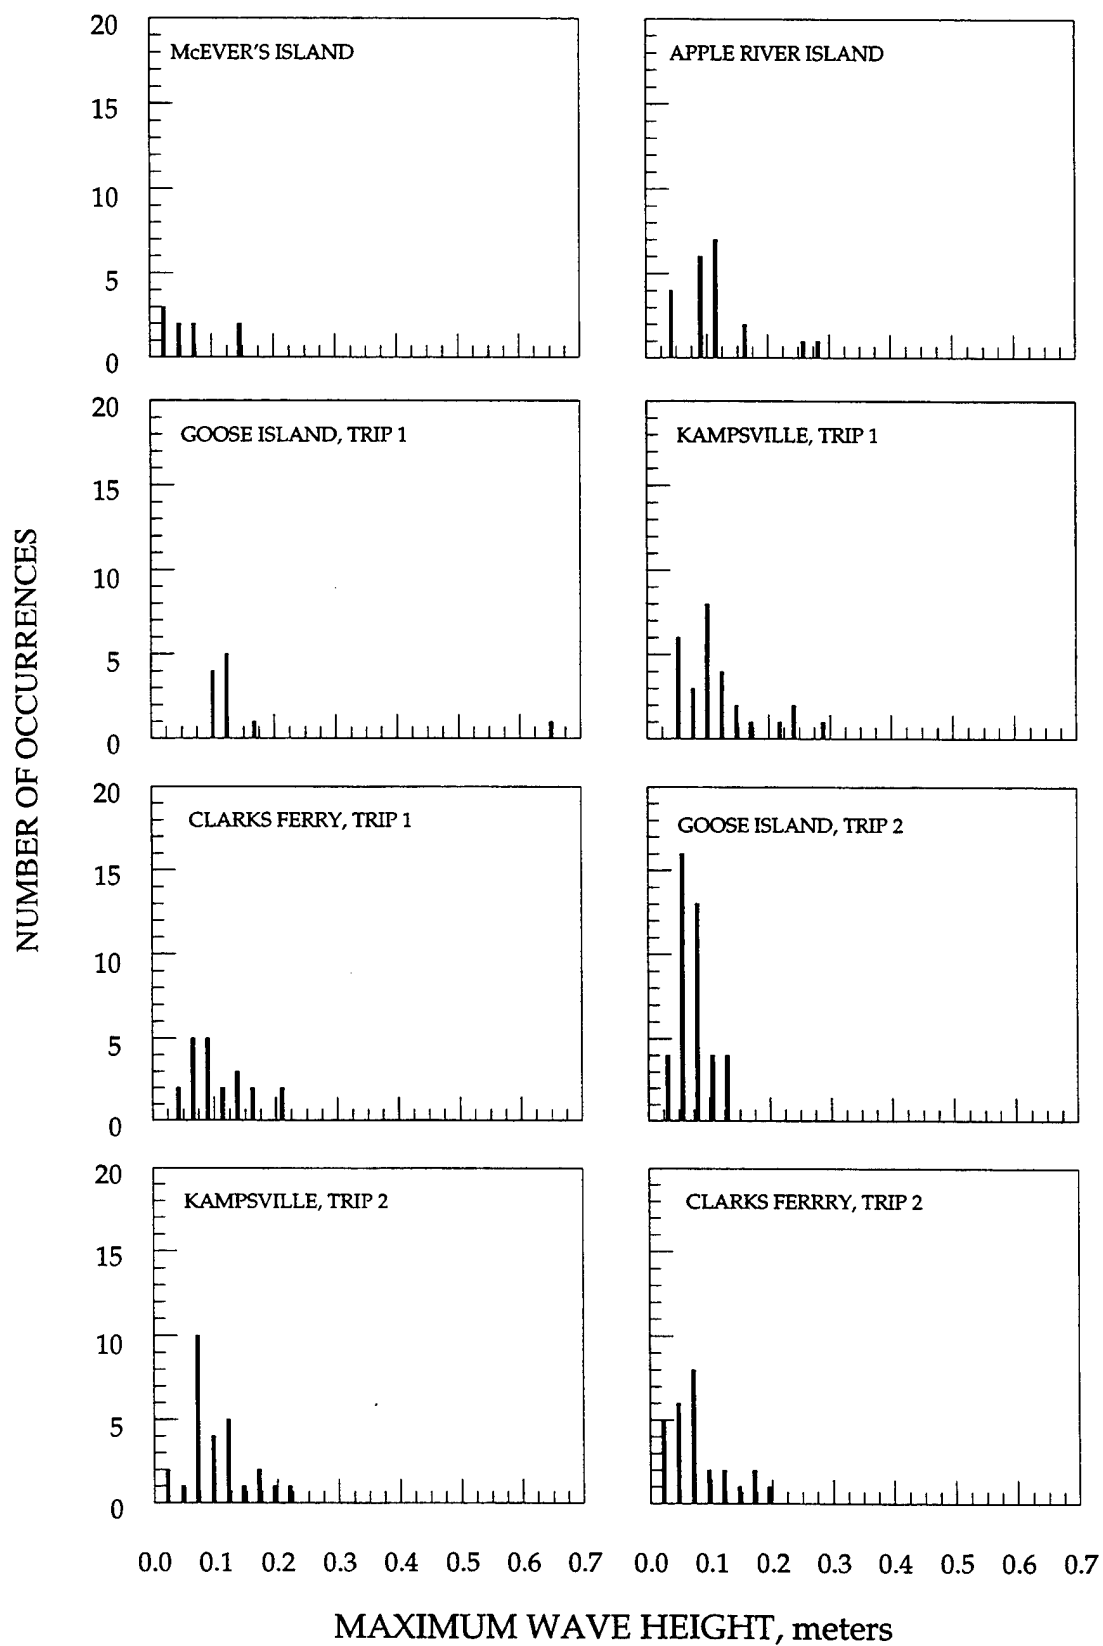 20
15
10
5
0
McEVER'S ISLAND
APPLE RIVER ISLAND
20
15
10
5
0
GOOSE ISLAND, TRIP 1
KAMPSVILLE, TRIP 1
NUMBER OF OCCURRENCES
20
15
10
5
0
CLARKS FERRY, TRIP 1
GOOSE ISLAND, TRIP 2
20
15
10
5
0
KAMPSVILLE, TRIP 2
CLARKS FERRRY, TRIP 2
0.0 0.1 0.2 0.3 0.4 0.5 0.6 0.7
0.0 0.1 0.2 0.3 0.4 0.5 0.6 0.7
MAXIMUM WAVE HEIGHT, meters